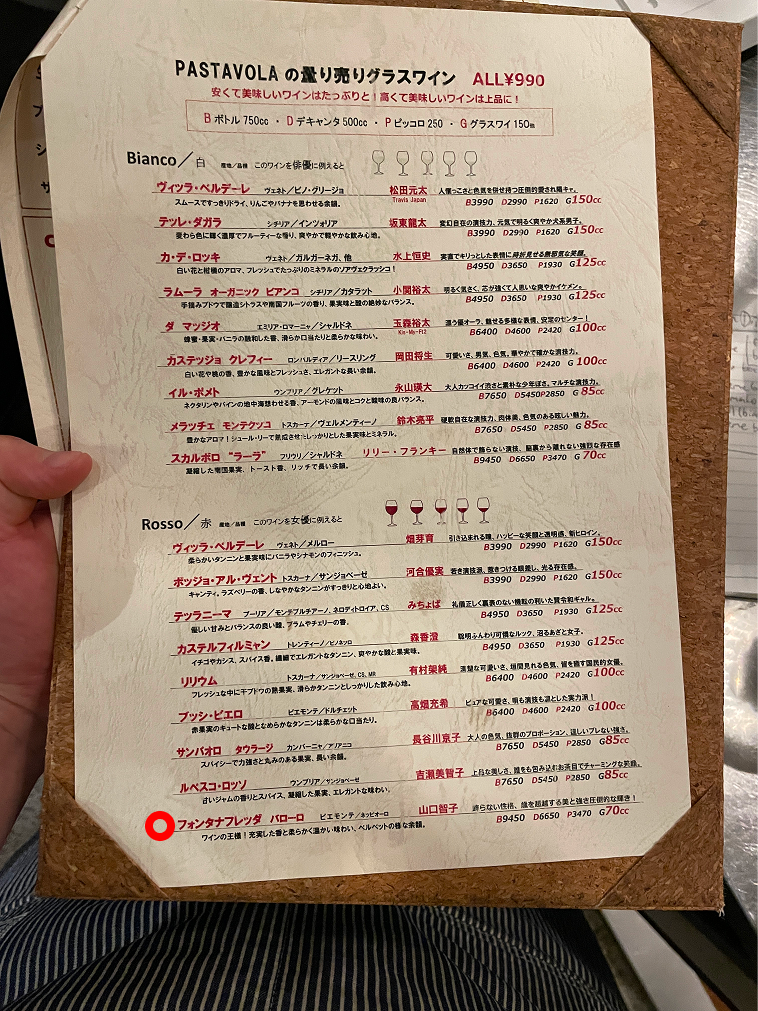 PASTAVOLA の量り売りグラスワイン ALL¥990
安くて美味しいワインはたっぷりと！高くて美味しいワインは上品に！
B ボトル 750cc ・ D デキャンタ 500cc ・ P ピッコロ 250 ・ G グラスワイ 150㎝
Bianco／白 産地/品種 このワインを俳優に例えると
ヴィッラ・ベルデーレ ヴェネト／ピノ・グリージョ 松田元太 人懐っこさと色気を併せ持つ圧倒的愛され陽キャ。
スムースですっきりドライ、りんごやバナナを思わせる余韻。 Travis Japan B3990 D2990 P1620 G150cc
テッレ・ダガラ シチリア／インツォリア 坂東龍太 変幻自在の演技力、元気で明るく爽やか犬系男子。
麦わら色に輝く濃厚でフルーティーな香り、爽やかで軽やかな飲み心地。 B3990 D2990 P1620 G150cc
カ・デ・ロッキ ヴェネト／ガルガーネガ、他 水上恒史 実直でキリっとした表情に時折見せる無邪気な笑顔。
白い花と柑橘のアロマ、フレッシュでたっぷりのミネラルのソアヴェクラッシコ！ B4950 D3650 P1930 G125cc
ラムーラ オーガニック ビアンコ シチリア／カタラット 小関裕太 明るく気さく、芯が強くて人思いな爽やかイケメン。
手摘みブドウで醸造シトラスや南国フルーツの香り、果実味と酸の絶妙なバランス。 B4950 D3650 P1930 G125cc
ダ マッジオ エミリア・ロマーニャ／シャルドネ 玉森裕太 漂う優オーラ、魅せる多様な表情、安定のセンター！
蜂蜜・果実・バニラの融和した香、滑らか口当たりと柔らかな味わい。 Kis-My-Ft2 B6400 D4600 P2420 G100cc
カステッジョ クレフィー ロンバルディア／リースリング 岡田将生 可愛いさ、男気、色気。華やかで確かな演技力。
白い花や桃の香、豊かな風味とフレッシュさ、エレガントな長い余韻。 B6400 D4600 P2420 G 100cc
イル・ポメト ウンブリア／グレケット 永山瑛大 大人カッコイイ渋さと素朴な少年ぽさ。マルチな演技力。
ネクタリンやパインの地中海想わせる香、アーモンドの風味とコクと酸味の良バランス。 B7650 D5450 P2850 G 85cc
メラッチェ モンテクッコ トスカーナ／ヴェルメンティーノ 鈴木亮平 硬軟自在な演技力、肉体美、色気のある眩しい魅力。
豊かなアロマ！シュール・リーで熟成させたしっかりとした果実味とミネラル。 B7650 D5450 P2850 G 85cc
スカルボロ “ラーラ” フリウリ／シャルドネ リリー・フランキー 自然体で飾らない演技、脳裏から離れない強烈な存在感
凝縮した南国果実、トースト香、リッチで長い余韻。 B9450 D6650 P3470 G 70cc
Rosso／赤 産地/品種 このワインを女優に例えると
ヴィッラ・ベルデーレ ヴェネト／メルロー 畑芽育 引き込まれる瞳、ハッピーな笑顔と透明感、新ヒロイン。
柔らかいタンニンと果実味にバニラやシナモンのフィニッシュ。 B3990 D2990 P1620 G150cc
ポッジョ・アル・ヴェント トスカーナ／サンジョベーゼ 河合優実 若き演技派、惹きつける眼差し、光る存在感。
キャンティ。ラズベリーの香、しなやかなタンニンがすっきりと心地よい。 B3990 D2990 P1620 G150cc
テッラニーマ プーリア／モンテプルチアーノ、ネロディトロイア、CS みちょぱ 礼儀正しく裏表のない機転の利いた賢令和ギャル。
優しい甘みとバランスの良い酸、プラムやチェリーの香。 B4950 D3650 P1930 G125cc
カステルフィルミャン トレンティーノ／ピノネッロ 森香澄 聡明ふんわり可憐なルック、沼るあざと女子。
イチゴやカシス、スパイス香。繊細でエレガントなタンニン、爽やかな酸と果実味。 B4950 D3650 P1930 G125cc
リリウム トスカーナ／サンジョベーゼ, CS, MR 有村架純 清楚な可愛いさ、垣間見れる色気、皆を癒す国民的女優。
フレッシュな中に干ブドウの熟果実、滑らかタンニンとしっかりした飲み心地。 B6400 D4600 P2420 G100cc
ブッシ・ピエロ ピエモンテ／ドルチェット 高畑充希 ピュアな可愛さ、唄も演技も凛とした実力派！
赤果実のキュートな酸となめらかなタンニンは柔らかな口当たり。 B6400 D4600 P2420 G100cc
サンパオロ タウラージ カンパーニャ／アリアニコ 長谷川京子 大人の色気、抜群のプロポーション、逞しいブレない強さ。
スパイシーで力強さと丸みのある果実、長い余韻。 B7650 D5450 P2850 G85cc
ルベスコ・ロッソ ウンブリア／サンジョベーゼ 吉瀬美智子 上品な美しさ、誰をも包み込むお茶目でチャーミングな笑顔。
甘いジャムの香りとスパイス、凝縮した果実、エレガントな味わい。 B7650 D5450 P2850 G85cc
フォンタナフレッダ バローロ ピエモンテ／ネッビオーロ 山口智子 飾らない性格、歳を超越する美と強さ圧倒的な輝き！
ワインの王様！充実した香と柔らかく温かい味わい、ベルベットの様な余韻。 B9450 D6650 P3470 G70cc